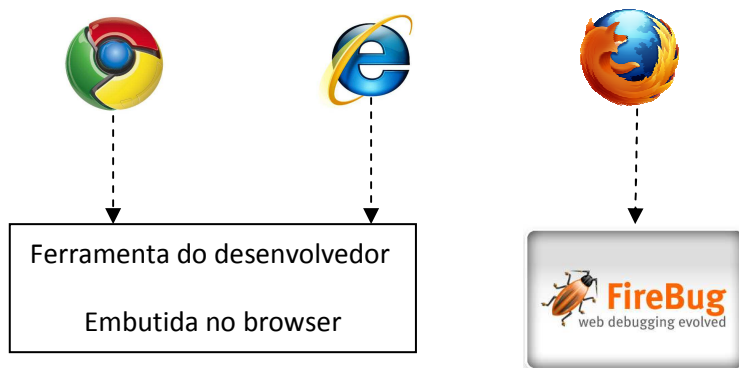 Ferramenta do desenvolvedor
Embutida no browser
FireBug
web debugging evolved